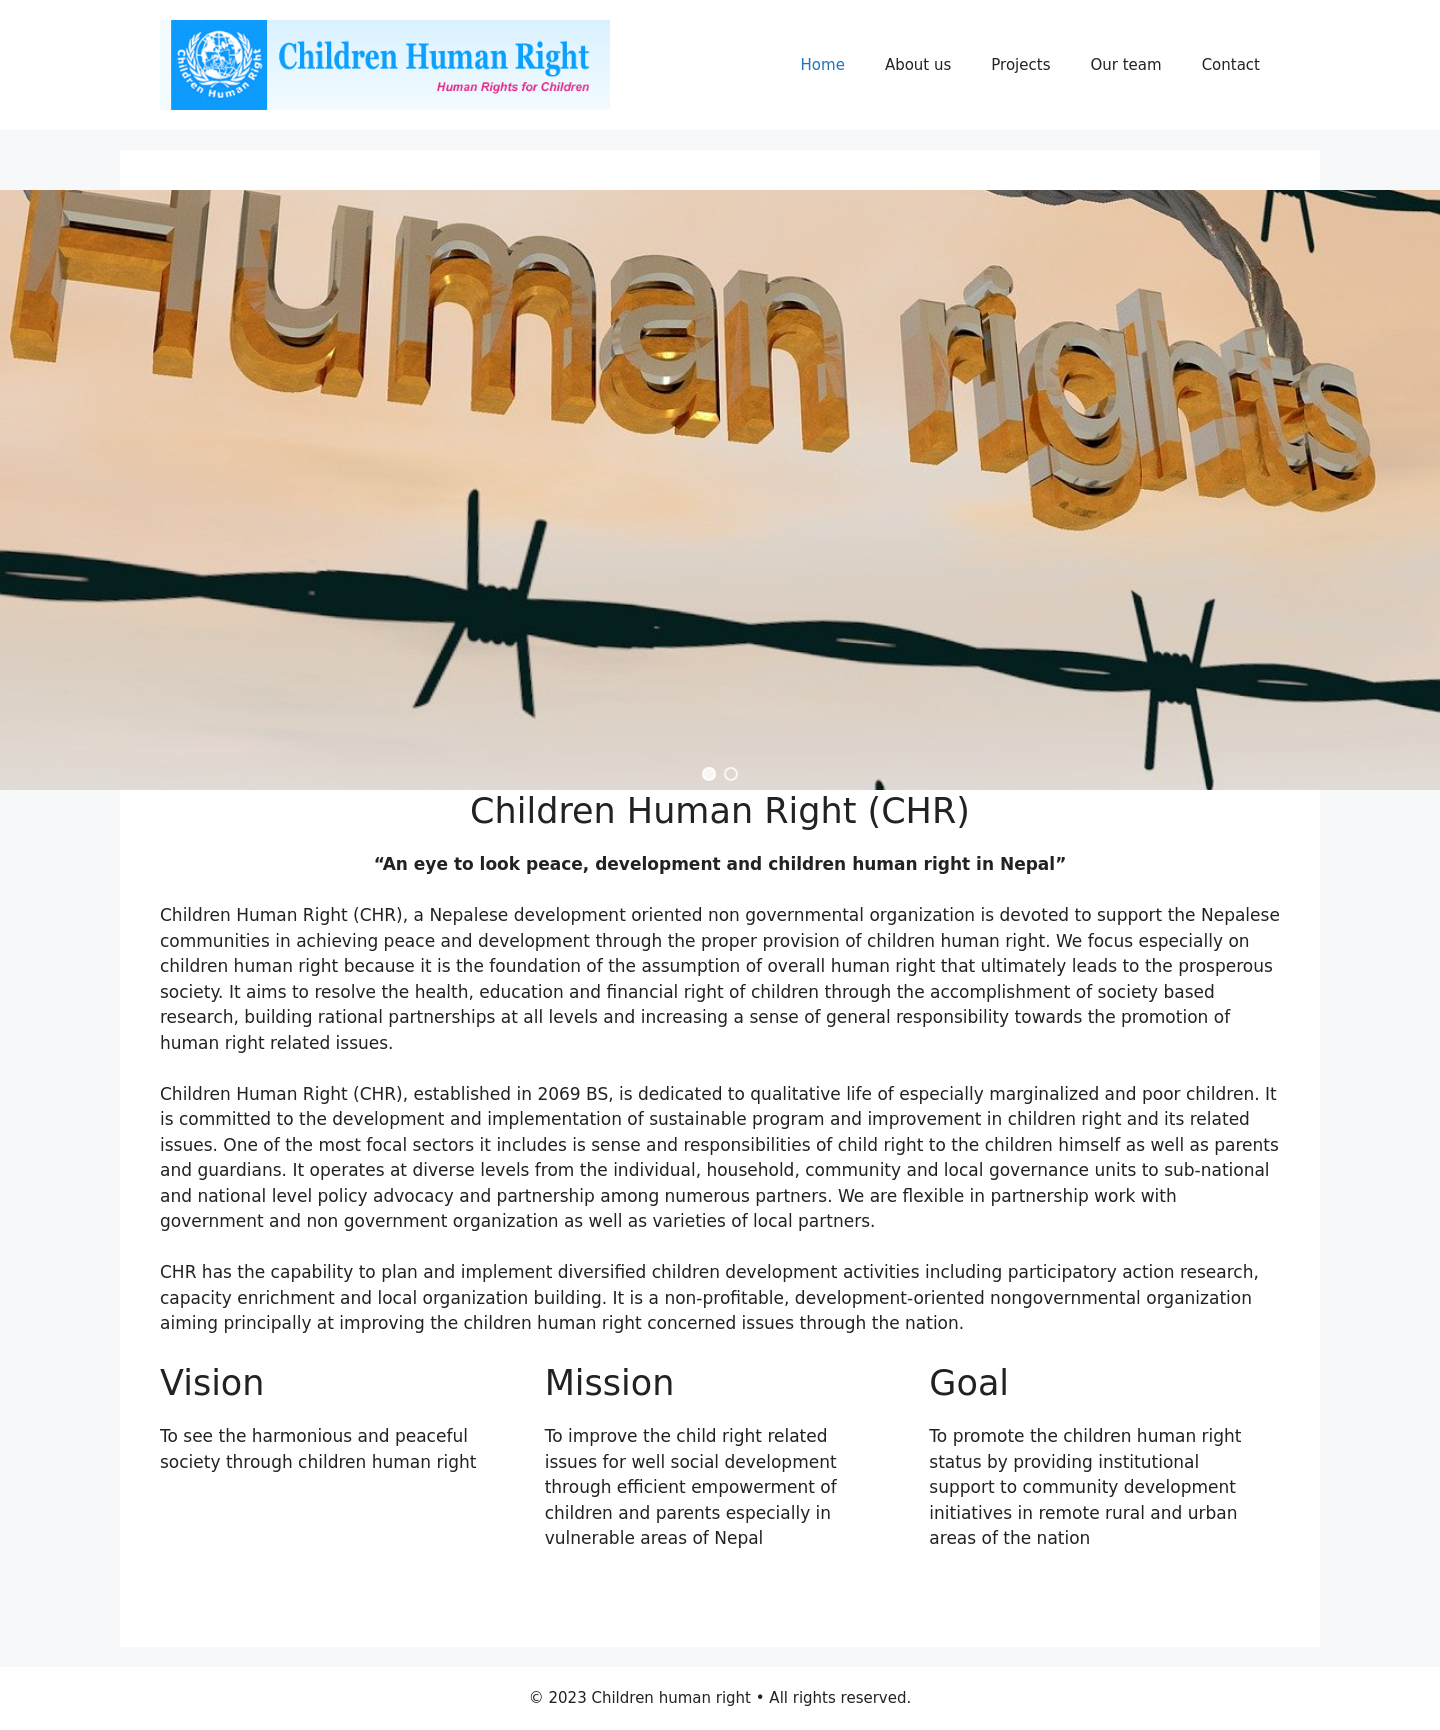 Children Human Right
Children Human Right
Human Rights for Children
Home
About us
Projects
Our team
Contact
Human rights
Children Human Right (CHR)
“An eye to look peace, development and children human right in Nepal”
Children Human Right (CHR), a Nepalese development oriented non governmental organization is devoted to support the Nepalese
communities in achieving peace and development through the proper provision of children human right. We focus especially on
children human right because it is the foundation of the assumption of overall human right that ultimately leads to the prosperous
society. It aims to resolve the health, education and financial right of children through the accomplishment of society based
research, building rational partnerships at all levels and increasing a sense of general responsibility towards the promotion of
human right related issues.
Children Human Right (CHR), established in 2069 BS, is dedicated to qualitative life of especially marginalized and poor children. It
is committed to the development and implementation of sustainable program and improvement in children right and its related
issues. One of the most focal sectors it includes is sense and responsibilities of child right to the children himself as well as parents
and guardians. It operates at diverse levels from the individual, household, community and local governance units to sub-national
and national level policy advocacy and partnership among numerous partners. We are flexible in partnership work with
government and non government organization as well as varieties of local partners.
CHR has the capability to plan and implement diversified children development activities including participatory action research,
capacity enrichment and local organization building. It is a non-profitable, development-oriented nongovernmental organization
aiming principally at improving the children human right concerned issues through the nation.
Vision
To see the harmonious and peaceful
society through children human right
Mission
To improve the child right related
issues for well social development
through efficient empowerment of
children and parents especially in
vulnerable areas of Nepal
Goal
To promote the children human right
status by providing institutional
support to community development
initiatives in remote rural and urban
areas of the nation
© 2023 Children human right • All rights reserved.